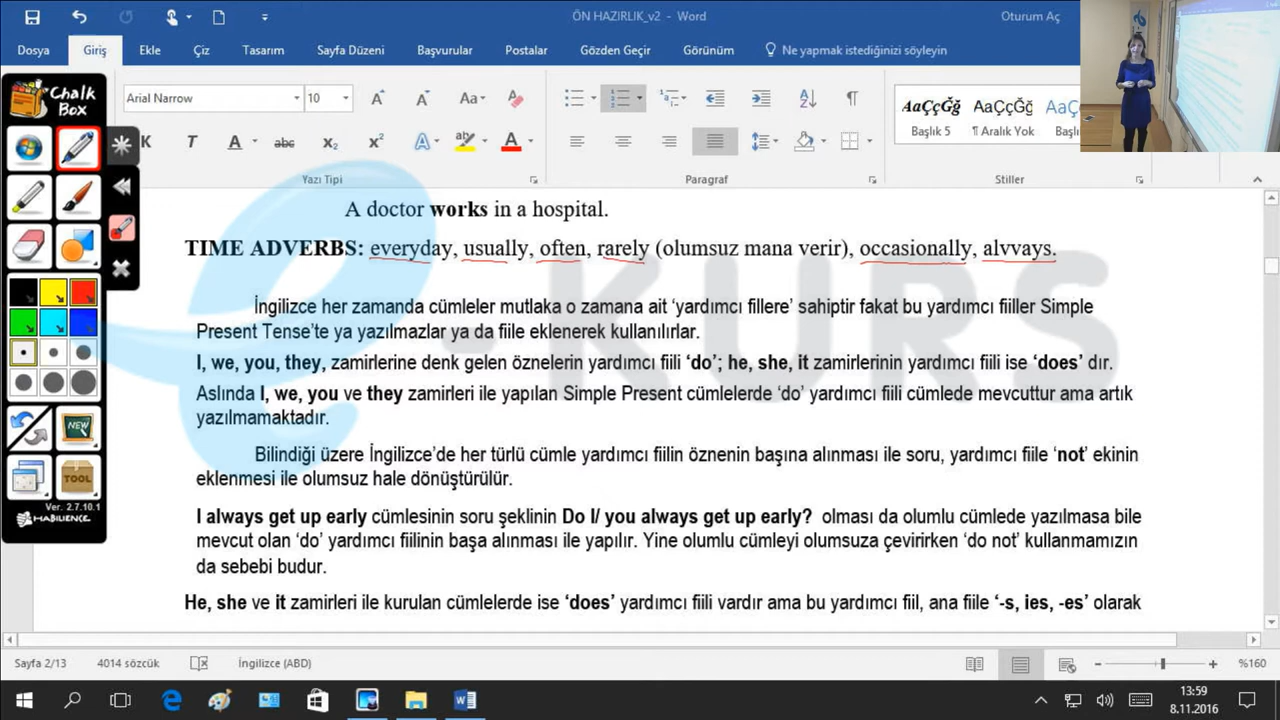 ÖN HAZIRLIK_v2 - Word
Oturum Aç
Dosya Giriş Ekle Çiz Tasarım Sayfa Düzeni Başvurular Postalar Gözden Geçir Görünüm Ne yapmak istediğinizi söyleyin
Chalk
Box
Arial Narrow 10 A A Aa
AaÇçĞğ AaÇçĞğ AaÇ
K T A abc x₂ x² A aby A
Başlık 5 ¶ Aralık Yok Başlı
Yazı Tipi Paragraf Stiller
A doctor works in a hospital.
TIME ADVERBS: everyday, usually, often, rarely (olumsuz mana verir), occasionally, alvvays.
İngilizce her zamanda cümleler mutlaka o zamana ait ‘yardımcı fillere’ sahiptir fakat bu yardımcı fiiller Simple
Present Tense’te ya yazılmazlar ya da fiile eklenerek kullanılırlar.
I, we, you, they, zamirlerine denk gelen öznelerin yardımcı fiili ‘do’; he, she, it zamirlerinin yardımcı fiili ise ‘does’ dır.
Aslında I, we, you ve they zamirleri ile yapılan Simple Present cümlelerde ‘do’ yardımcı fiili cümlede mevcuttur ama artık
yazılmamaktadır.
Bilindiği üzere İngilizce’de her türlü cümle yardımcı fiilin öznenin başına alınması ile soru, yardımcı fiile ‘not’ ekinin
eklenmesi ile olumsuz hale dönüştürülür.
I always get up early cümlesinin soru şeklinin Do I/ you always get up early? olması da olumlu cümlede yazılmasa bile
mevcut olan ‘do’ yardımcı fiilinin başa alınması ile yapılır. Yine olumlu cümleyi olumsuza çevirirken ‘do not’ kullanmamızın
da sebebi budur.
He, she ve it zamirleri ile kurulan cümlelerde ise ‘does’ yardımcı fiili vardır ama bu yardımcı fiil, ana fiile ‘-s, ies, -es’ olarak
e KURS
NEW
TOOL
Ver. 2.7.10.1
HABILIENCE
Sayfa 2/13 4014 sözcük İngilizce (ABD) %160
13:59
8.11.2016